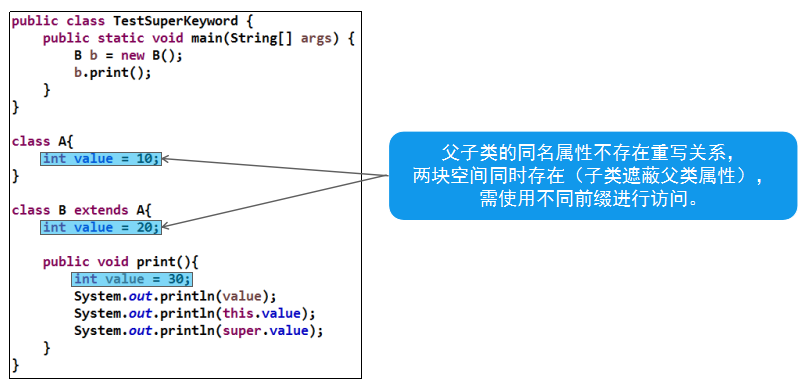 public class TestSuperKeyword {
    public static void main(String[] args) {
        B b = new B();
        b.print();
    }
}
class A{
    int value = 10;
}
class B extends A{
    int value = 20;
    public void print(){
        int value = 30;
        System.out.println(value);
        System.out.println(this.value);
        System.out.println(super.value);
    }
}
父子类的同名属性不存在重写关系，
两块空间同时存在（子类遮蔽父类属性），
需使用不同前缀进行访问。